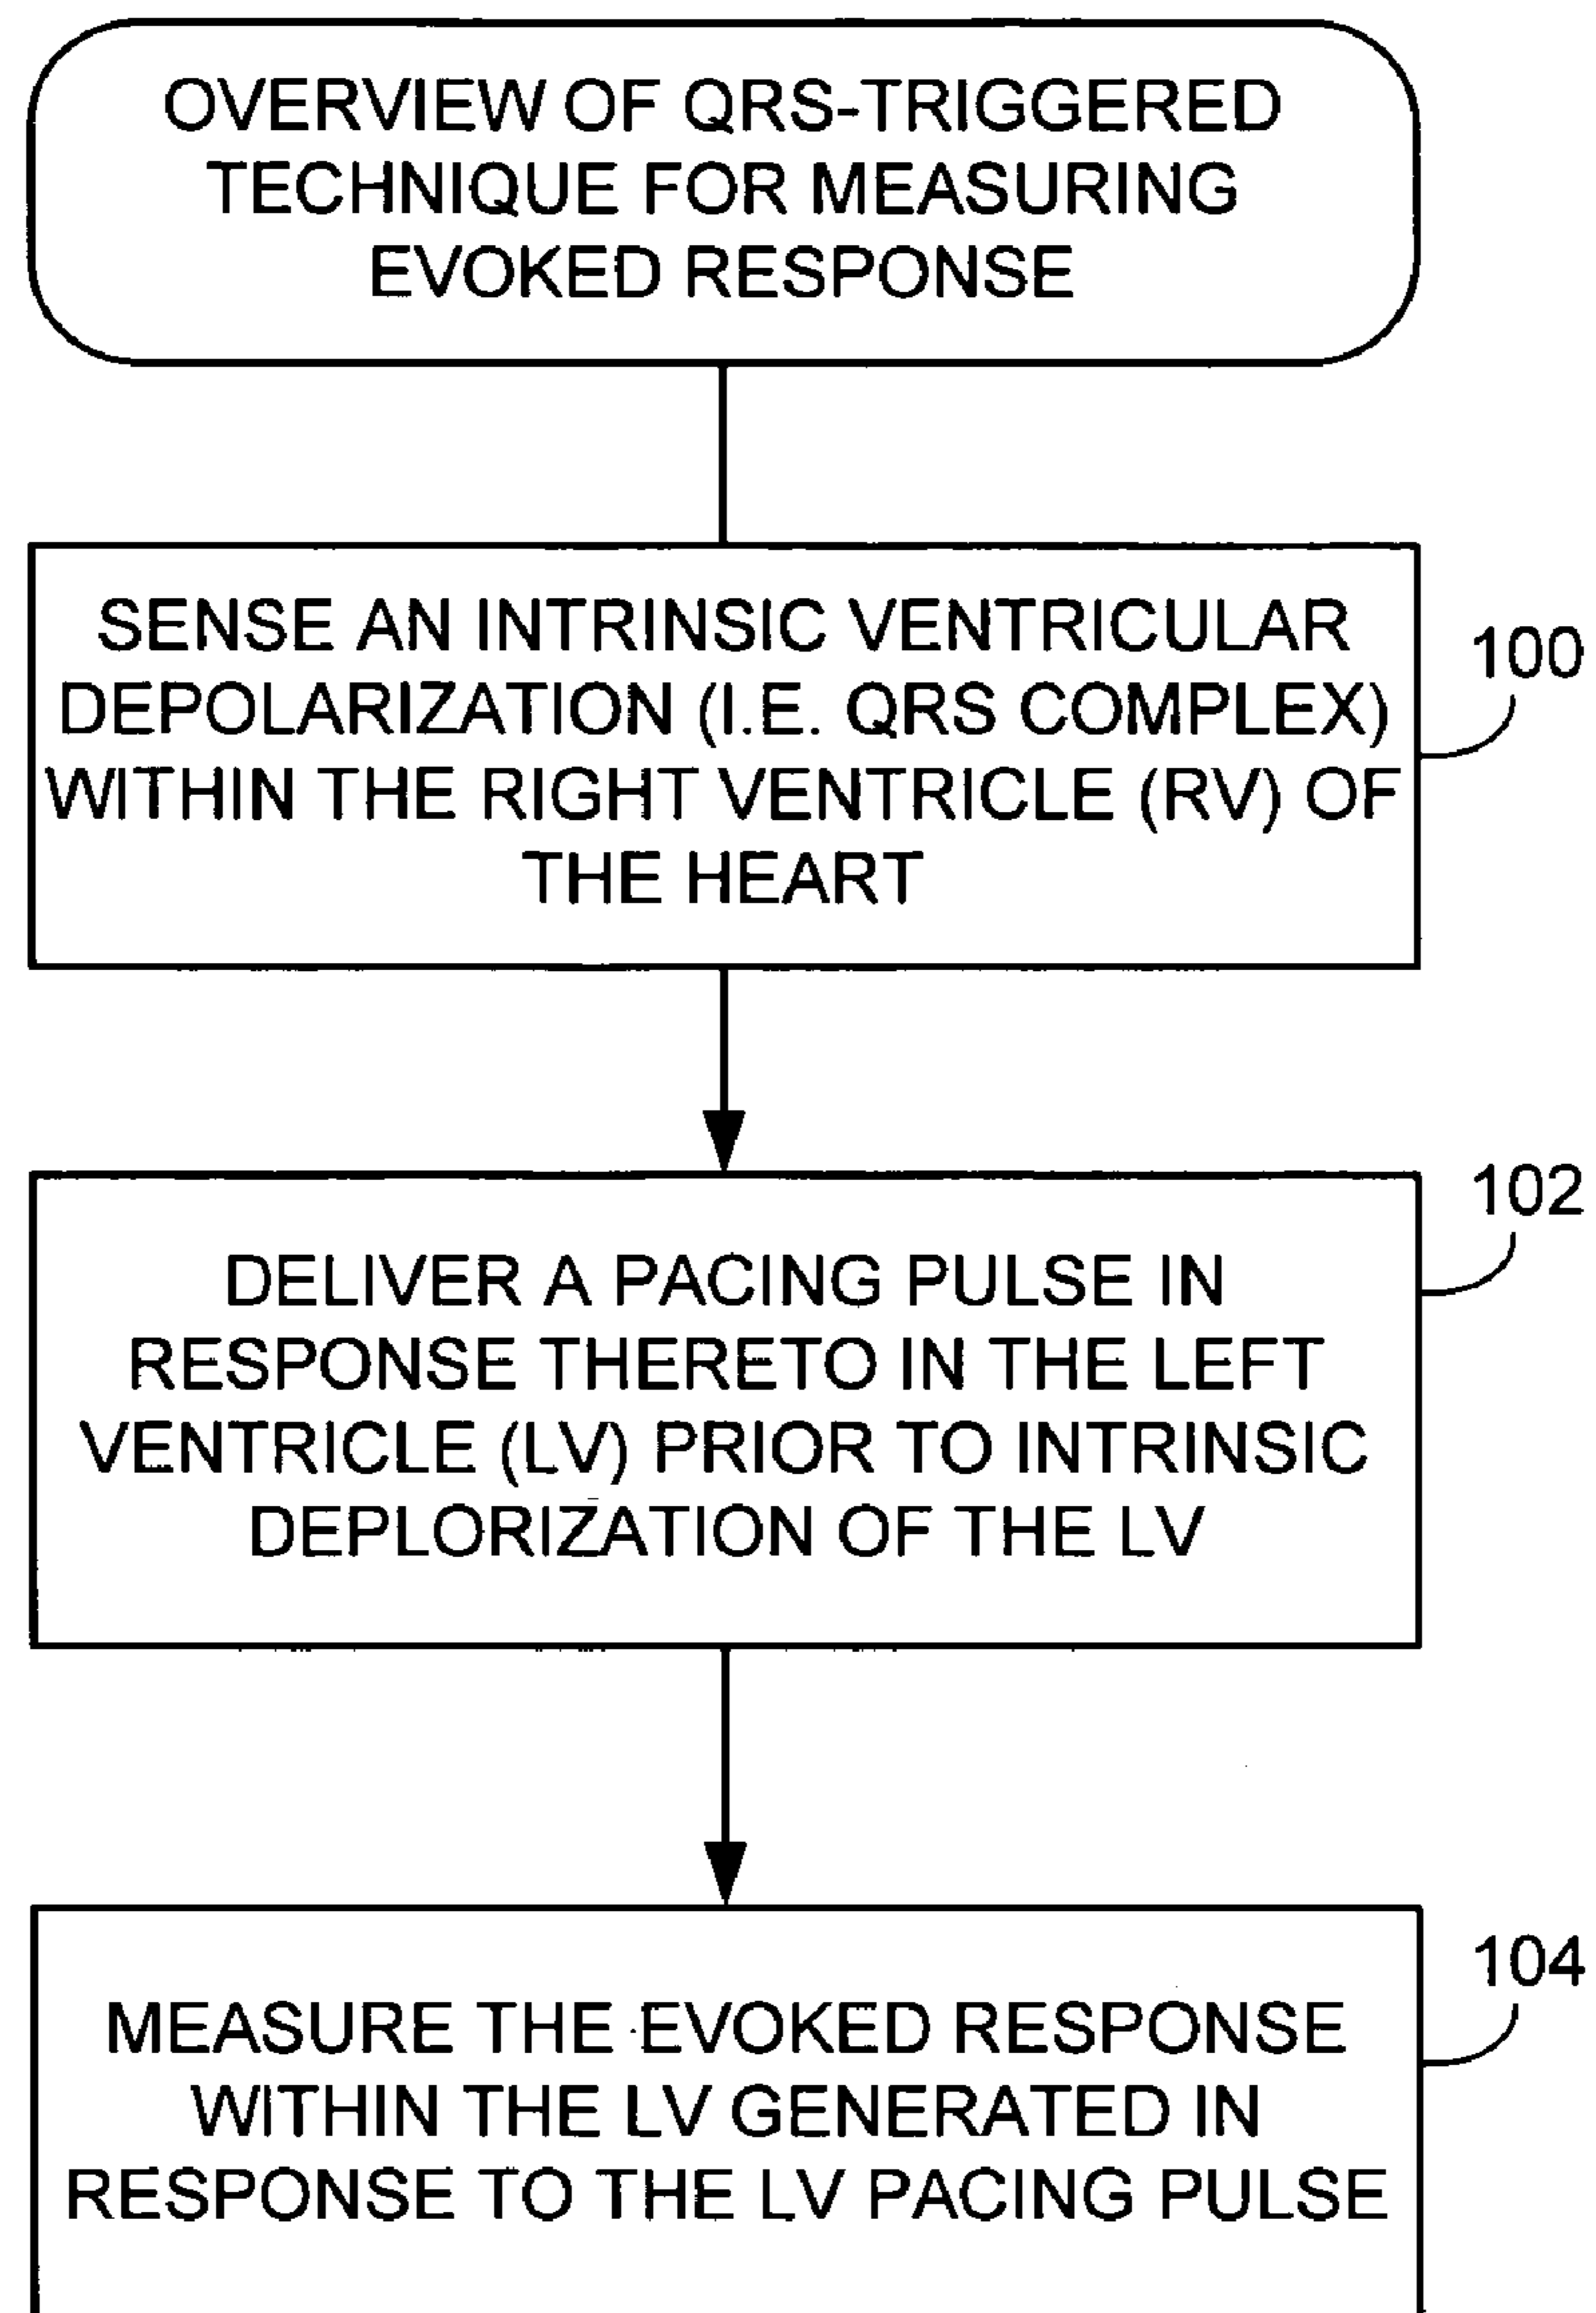 OVERVIEW OF QRS-TRIGGERED
TECHNIQUE FOR MEASURING
EVOKED RESPONSE
SENSE AN INTRINSIC VENTRICULAR
DEPOLARIZATION (I.E. QRS COMPLEX)
WITHIN THE RIGHT VENTRICLE (RV) OF
THE HEART
100
DELIVER A PACING PULSE IN
RESPONSE THERETO IN THE LEFT
VENTRICLE (LV) PRIOR TO INTRINSIC
DEPLORIZATION OF THE LV
102
MEASURE THE EVOKED RESPONSE
WITHIN THE LV GENERATED IN
RESPONSE TO THE LV PACING PULSE
104